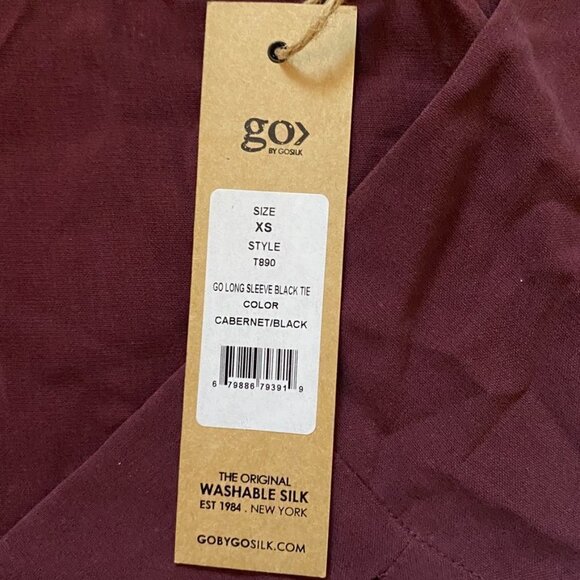 go>
BY GOSILK
SIZE
XS
STYLE
T890
GO LONG SLEEVE BLACK TIE
COLOR
CABERNET/BLACK
6 79886 79391 9
THE ORIGINAL
WASHABLE SILK
EST 1984 . NEW YORK
GOBYGOSILK.COM